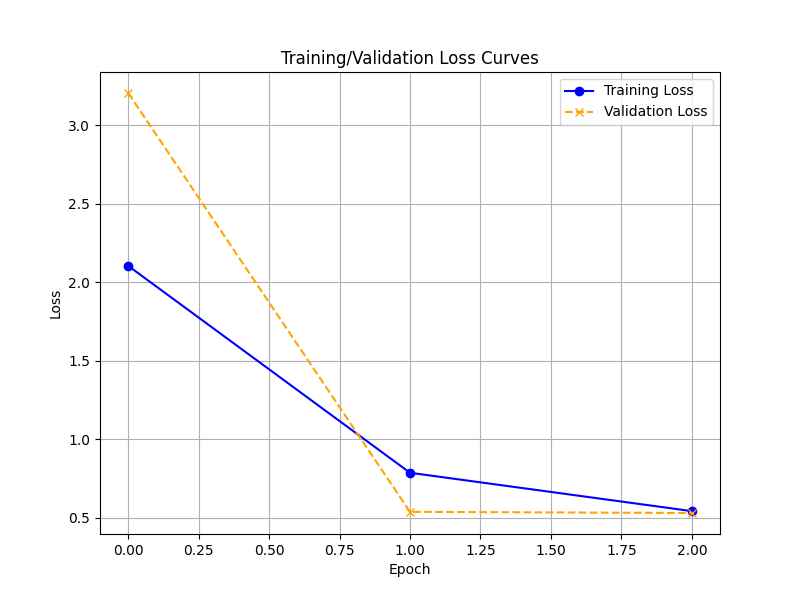 Training/Validation Loss Curves
Training Loss
Validation Loss
3.0
2.5
2.0
1.5
1.0
0.5
Loss
0.00 0.25 0.50 0.75 1.00 1.25 1.50 1.75 2.00
Epoch